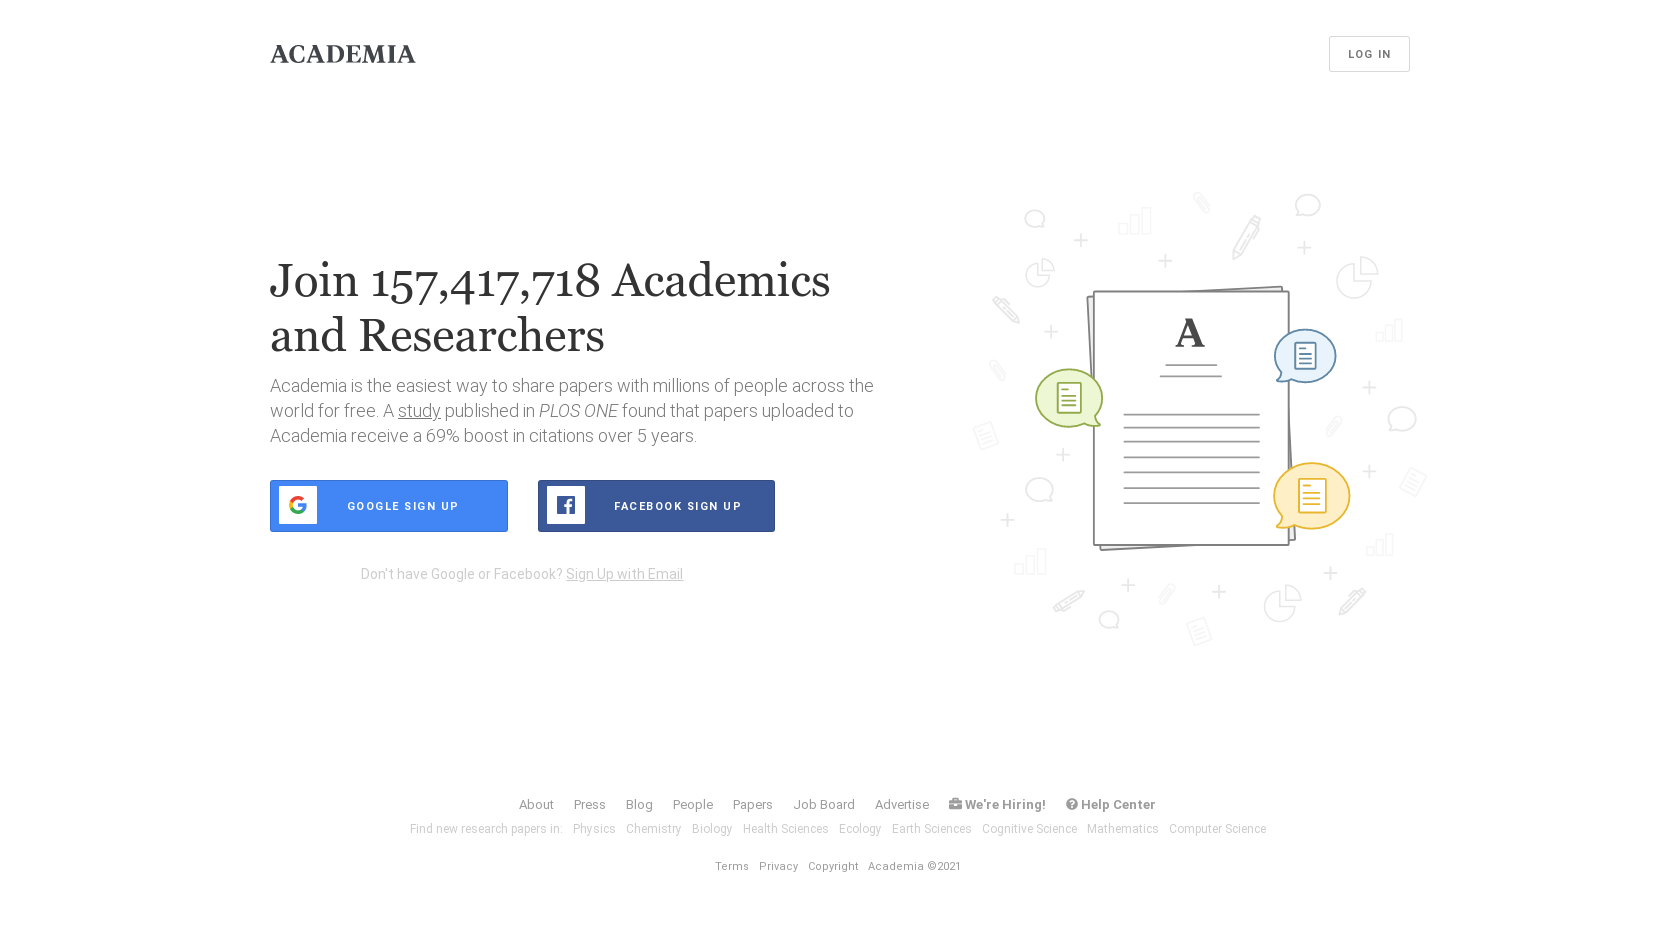 ACADEMIA
LOG IN
Join 157,417,718 Academics
and Researchers
Academia is the easiest way to share papers with millions of people across the
world for free. A study published in PLOS ONE found that papers uploaded to
Academia receive a 69% boost in citations over 5 years.
GOOGLE SIGN UP
FACEBOOK SIGN UP
Don't have Google or Facebook? Sign Up with Email
A
About Press Blog People Papers Job Board Advertise We're Hiring! Help Center
Find new research papers in: Physics Chemistry Biology Health Sciences Ecology Earth Sciences Cognitive Science Mathematics Computer Science
Terms Privacy Copyright Academia ©2021